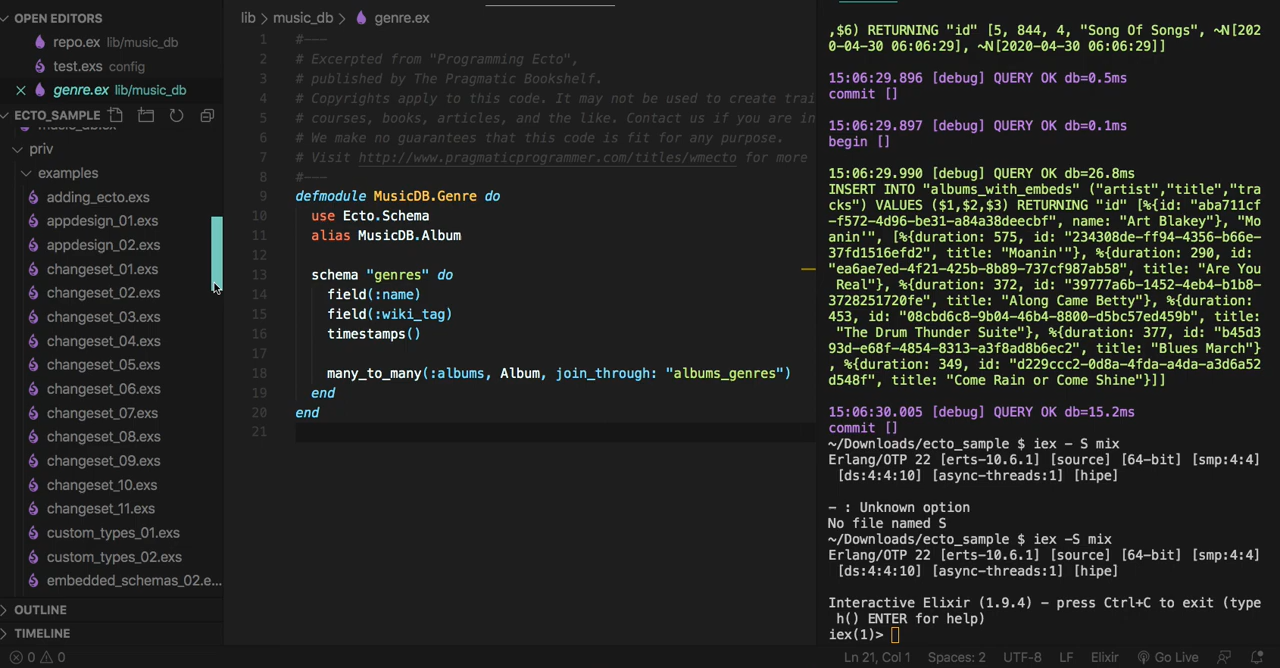 OPEN EDITORS
repo.ex lib/music_db
test.exs config
genre.ex lib/music_db
ECTO_SAMPLE
priv
examples
adding_ecto.exs
appdesign_01.exs
appdesign_02.exs
changeset_01.exs
changeset_02.exs
changeset_03.exs
changeset_04.exs
changeset_05.exs
changeset_06.exs
changeset_07.exs
changeset_08.exs
changeset_09.exs
changeset_10.exs
changeset_11.exs
custom_types_01.exs
custom_types_02.exs
embedded_schemas_02.e...
OUTLINE
TIMELINE
lib > music_db > genre.ex
1 #---
2 # Excerpted from "Programming Ecto",
3 # published by The Pragmatic Bookshelf.
4 # Copyrights apply to this code. It may not be used to create trai
5 # courses, books, articles, and the like. Contact us if you are in
6 # We make no guarantees that this code is fit for any purpose.
7 # Visit http://www.pragmaticprogrammer.com/titles/wmecto for more
8 #---
9 defmodule MusicDB.Genre do
10 use Ecto.Schema
11 alias MusicDB.Album
12
13 schema "genres" do
14 field(:name)
15 field(:wiki_tag)
16 timestamps()
17
18 many_to_many(:albums, Album, join_through: "albums_genres")
19 end
20 end
21
,$6) RETURNING "id" [5, 844, 4, "Song Of Songs", ~N[202
0-04-30 06:06:29], ~N[2020-04-30 06:06:29]]
15:06:29.896 [debug] QUERY OK db=0.5ms
commit []
15:06:29.897 [debug] QUERY OK db=0.1ms
begin []
15:06:29.990 [debug] QUERY OK db=26.8ms
INSERT INTO "albums_with_embeds" ("artist","title","tra
cks") VALUES ($1,$2,$3) RETURNING "id" [%{id: "aba711cf
-f572-4d96-be31-a84a38deecbf", name: "Art Blakey"}, "Mo
anin'", [%{duration: 575, id: "234308de-ff94-4356-b66e-
37fd1516efd2", title: "Moanin'"}, %{duration: 290, id:
"ea6ae7ed-4f21-425b-8b89-737cf987ab58", title: "Are You
Real"}, %{duration: 372, id: "39777a6b-1452-4eb4-b1b8-
3728251720fe", title: "Along Came Betty"}, %{duration:
453, id: "08cbd6c8-9b04-46b4-8800-d5bc57ed459b", title:
"The Drum Thunder Suite"}, %{duration: 377, id: "b45d3
93d-e68f-4854-8313-a3f8ad8b6ec2", title: "Blues March"}
, %{duration: 349, id: "d229ccc2-0d8a-4fda-a4da-a3d6a52
d548f", title: "Come Rain or Come Shine"}]]
15:06:30.005 [debug] QUERY OK db=15.2ms
commit []
~/Downloads/ecto_sample $ iex - S mix
Erlang/OTP 22 [erts-10.6.1] [source] [64-bit] [smp:4:4]
[ds:4:4:10] [async-threads:1] [hipe]
- : Unknown option
No file named S
~/Downloads/ecto_sample $ iex -S mix
Erlang/OTP 22 [erts-10.6.1] [source] [64-bit] [smp:4:4]
[ds:4:4:10] [async-threads:1] [hipe]
Interactive Elixir (1.9.4) - press Ctrl+C to exit (type
h() ENTER for help)
iex(1)>
0 0
Ln 21, Col 1 Spaces: 2 UTF-8 LF Elixir Go Live